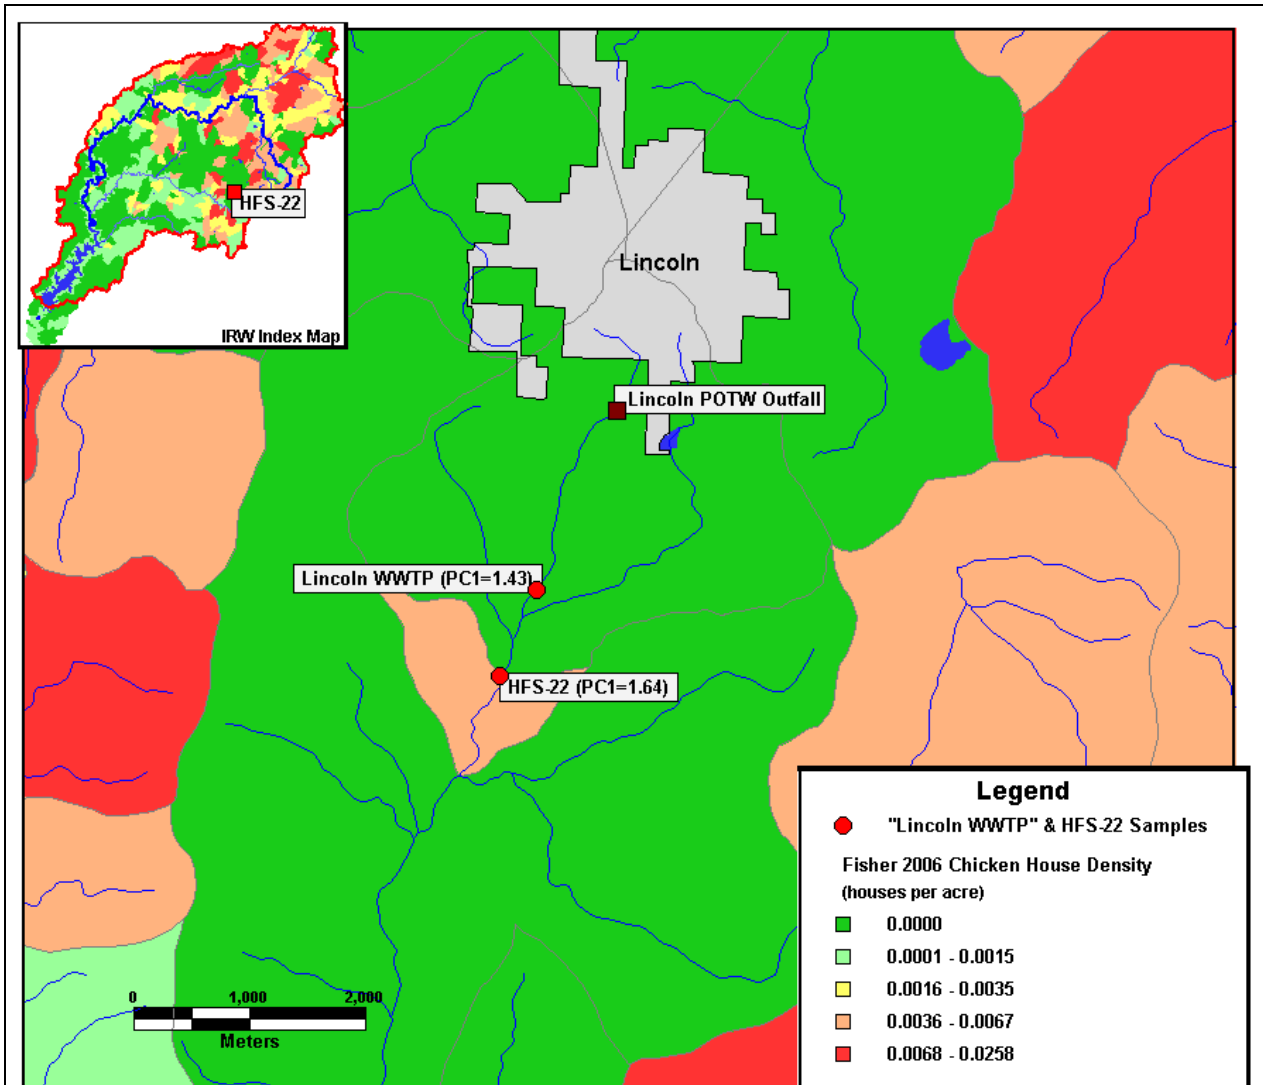 HFS-22
IRW Index Map
Lincoln
Lincoln POTW Outfall
Lincoln WWTP (PC1=1.43)
HFS-22 (PC1=1.64)
Legend
"Lincoln WWTP" & HFS-22 Samples
Fisher 2006 Chicken House Density
(houses per acre)
0.0000
0.0001 - 0.0015
0.0016 - 0.0035
0.0036 - 0.0067
0.0068 - 0.0258
0 1,000 2,000
Meters